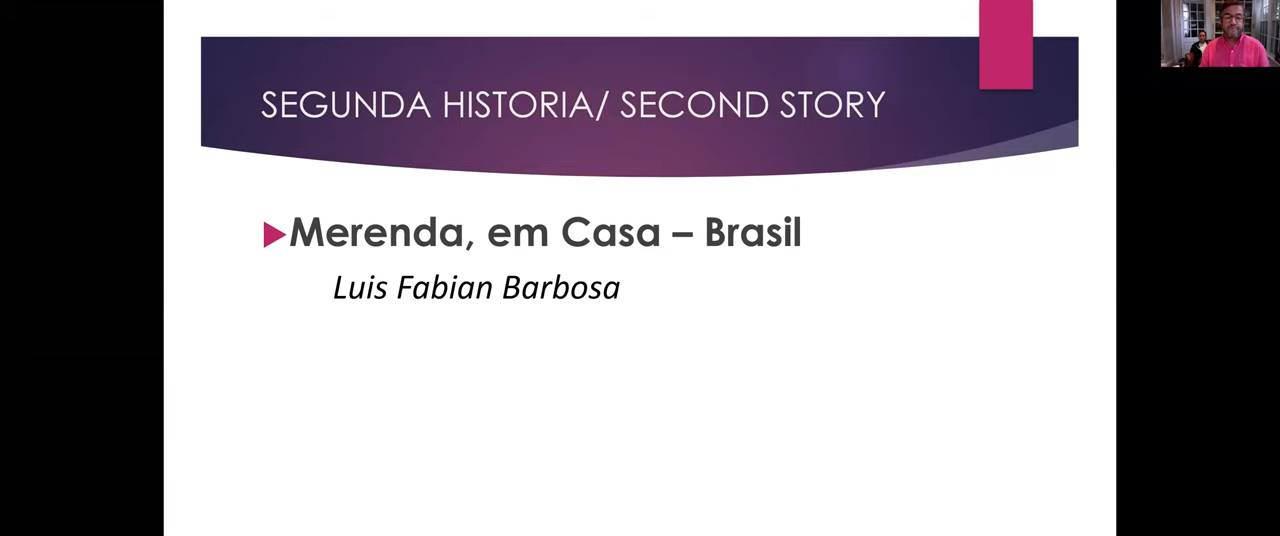 SEGUNDA HISTORIA/ SECOND STORY
Merenda, em Casa – Brasil
Luis Fabian Barbosa